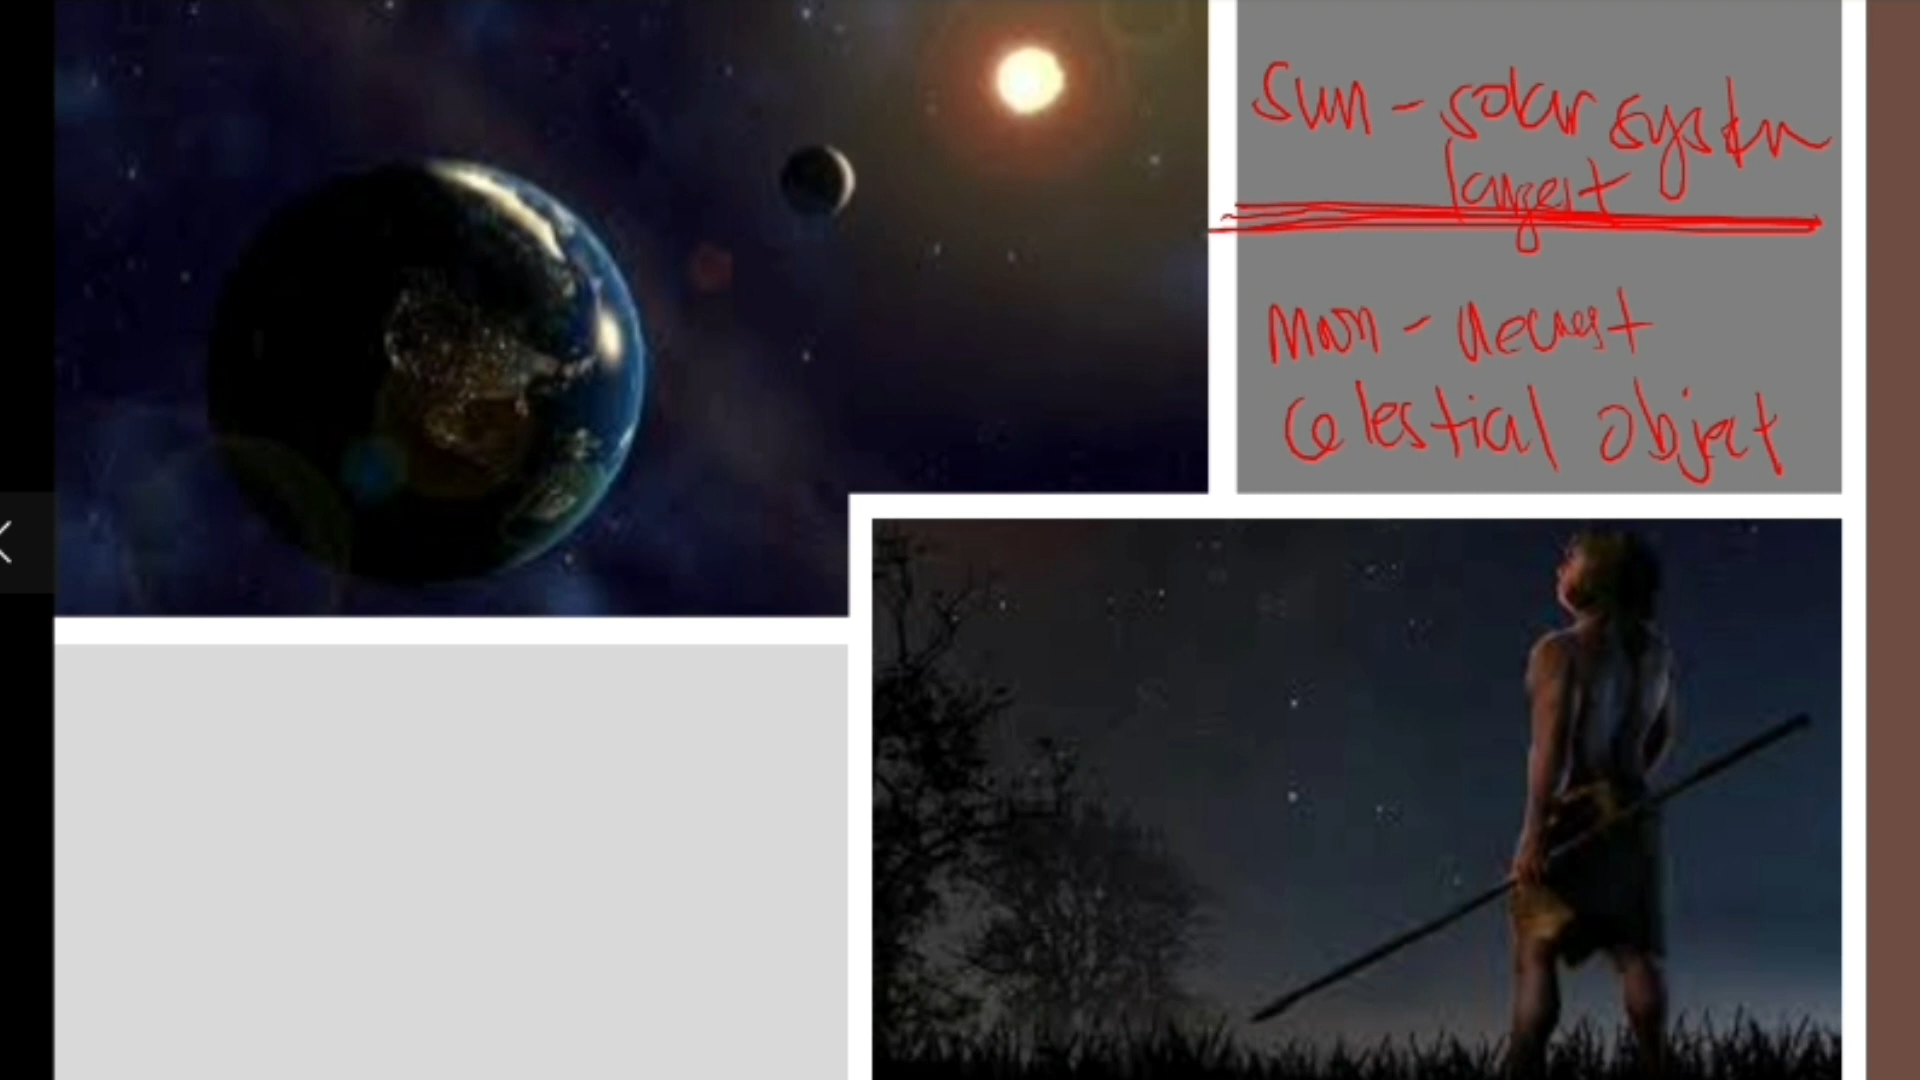 Sun - solar system
largest
moon - nearest
celestial object